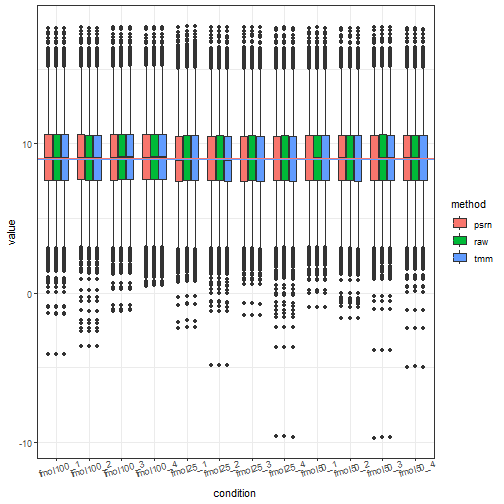 value
10
0
-10
fmol100_1
fmol100_2
fmol100_3
fmol100_4
fmol25_1
fmol25_2
fmol25_3
fmol25_4
fmol50_1
fmol50_2
fmol50_3
fmol50_4
condition
method
psrn
raw
tmm